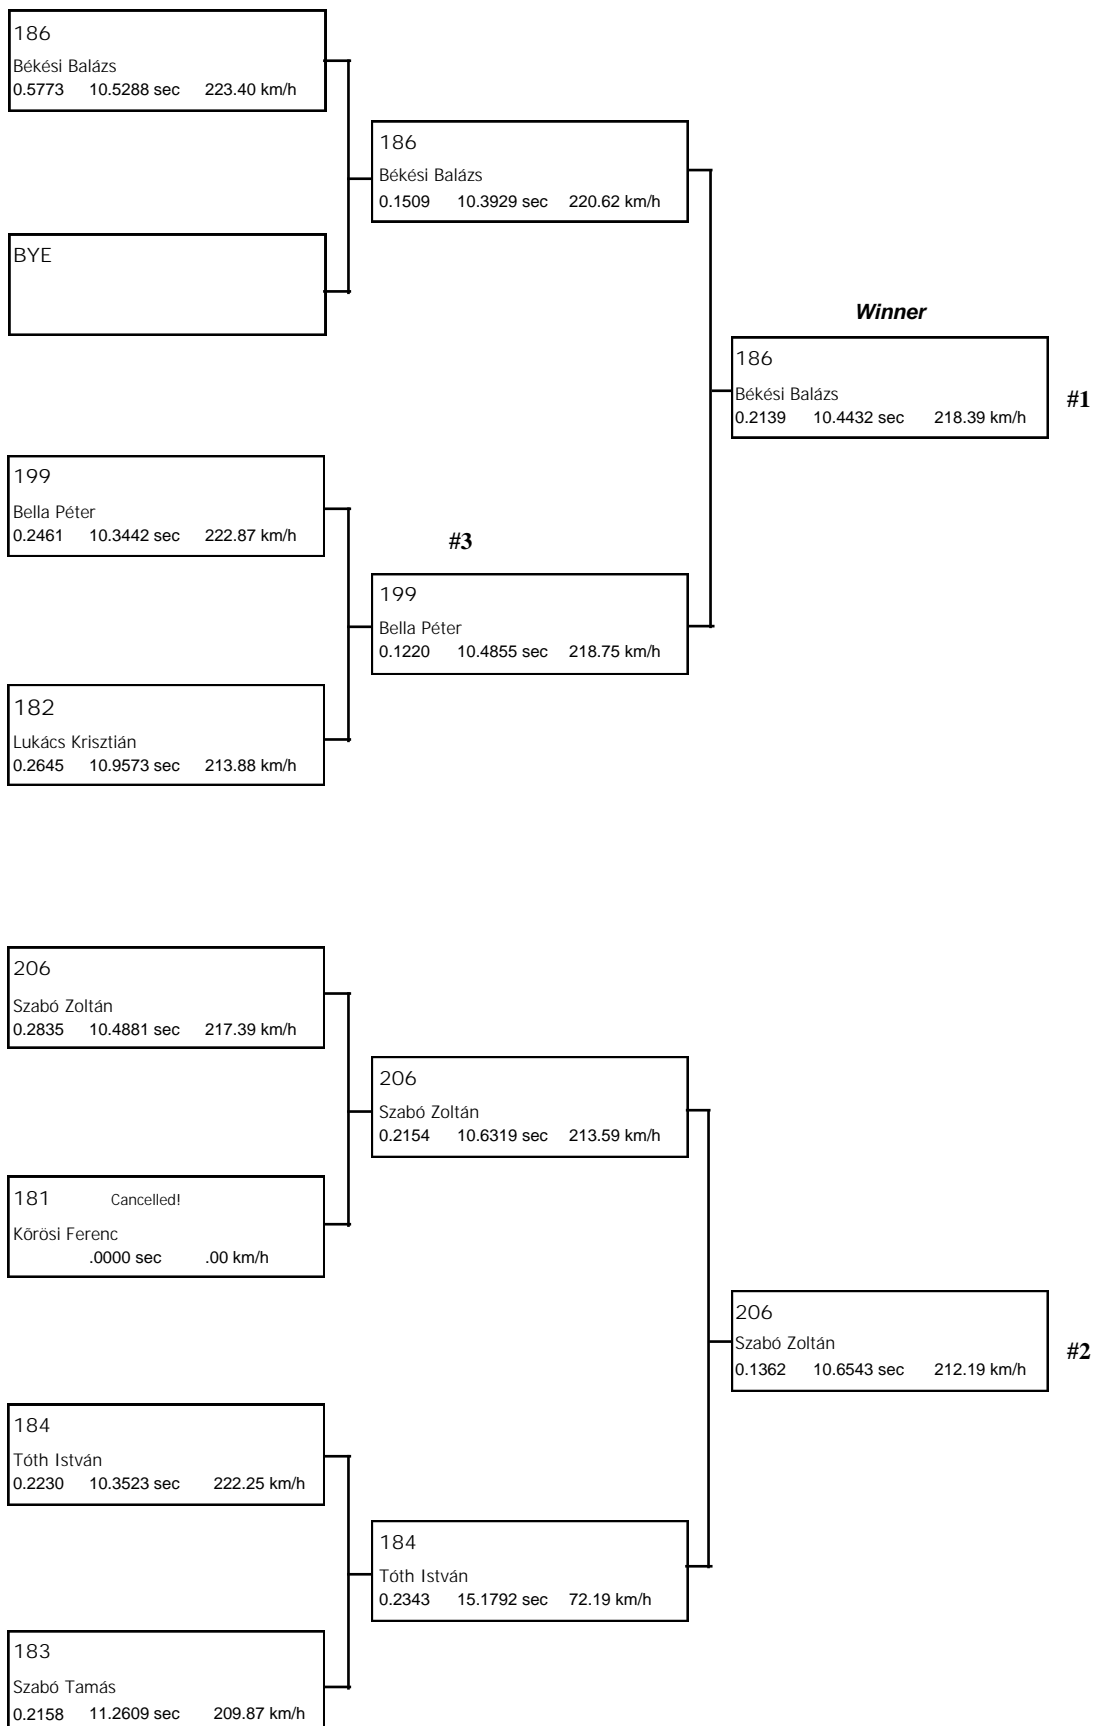 186
Békési Balázs
0.5773 10.5288 sec 223.40 km/h
186
Békési Balázs
0.1509 10.3929 sec 220.62 km/h
BYE
Winner
186
Békési Balázs
0.2139 10.4432 sec 218.39 km/h
#1
199
Bella Péter
0.2461 10.3442 sec 222.87 km/h
#3
199
Bella Péter
0.1220 10.4855 sec 218.75 km/h
182
Lukács Krisztián
0.2645 10.9573 sec 213.88 km/h
206
Szabó Zoltán
0.2835 10.4881 sec 217.39 km/h
206
Szabó Zoltán
0.2154 10.6319 sec 213.59 km/h
181 Cancelled!
Kõrösi Ferenc
.0000 sec .00 km/h
206
Szabó Zoltán
0.1362 10.6543 sec 212.19 km/h
#2
184
Tóth István
0.2230 10.3523 sec 222.25 km/h
184
Tóth István
0.2343 15.1792 sec 72.19 km/h
183
Szabó Tamás
0.2158 11.2609 sec 209.87 km/h